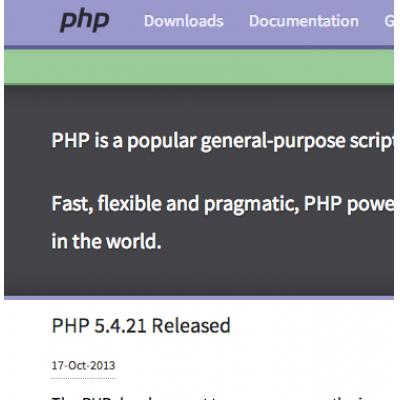 php Downloads Documentation G
PHP is a popular general-purpose script
Fast, flexible and pragmatic, PHP powe
in the world.
PHP 5.4.21 Released
17-Oct-2013